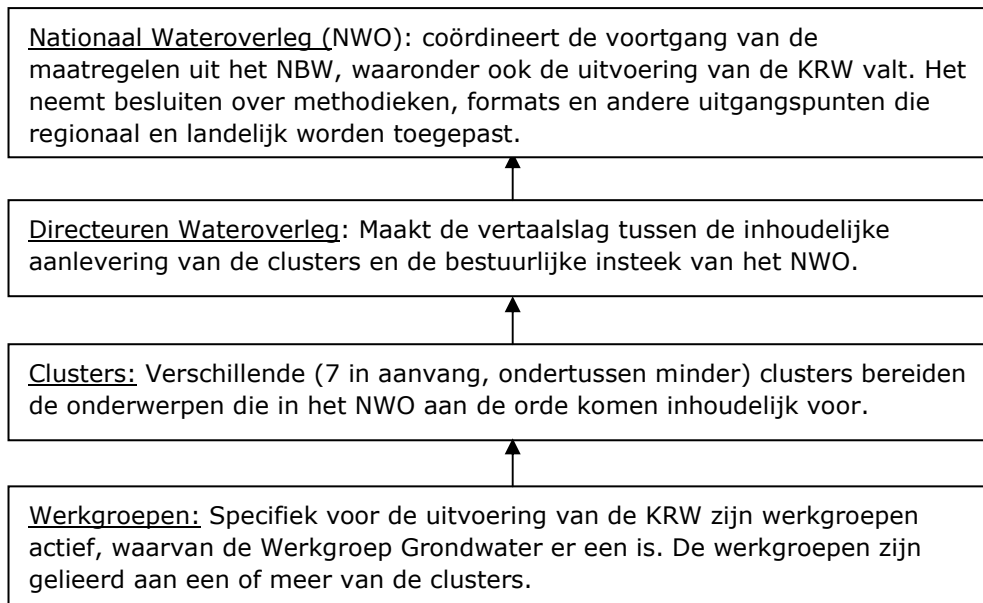 Nationaal Wateroverleg (NWO): coördineert de voortgang van de
maatregelen uit het NBW, waaronder ook de uitvoering van de KRW valt. Het
neemt besluiten over methodieken, formats en andere uitgangspunten die
regionaal en landelijk worden toegepast.
Directeuren Wateroverleg: Maakt de vertaalslag tussen de inhoudelijke
aanlevering van de clusters en de bestuurlijke insteek van het NWO.
Clusters: Verschillende (7 in aanvang, ondertussen minder) clusters bereiden
de onderwerpen die in het NWO aan de orde komen inhoudelijk voor.
Werkgroepen: Specifiek voor de uitvoering van de KRW zijn werkgroepen
actief, waarvan de Werkgroep Grondwater er een is. De werkgroepen zijn
gelieerd aan een of meer van de clusters.